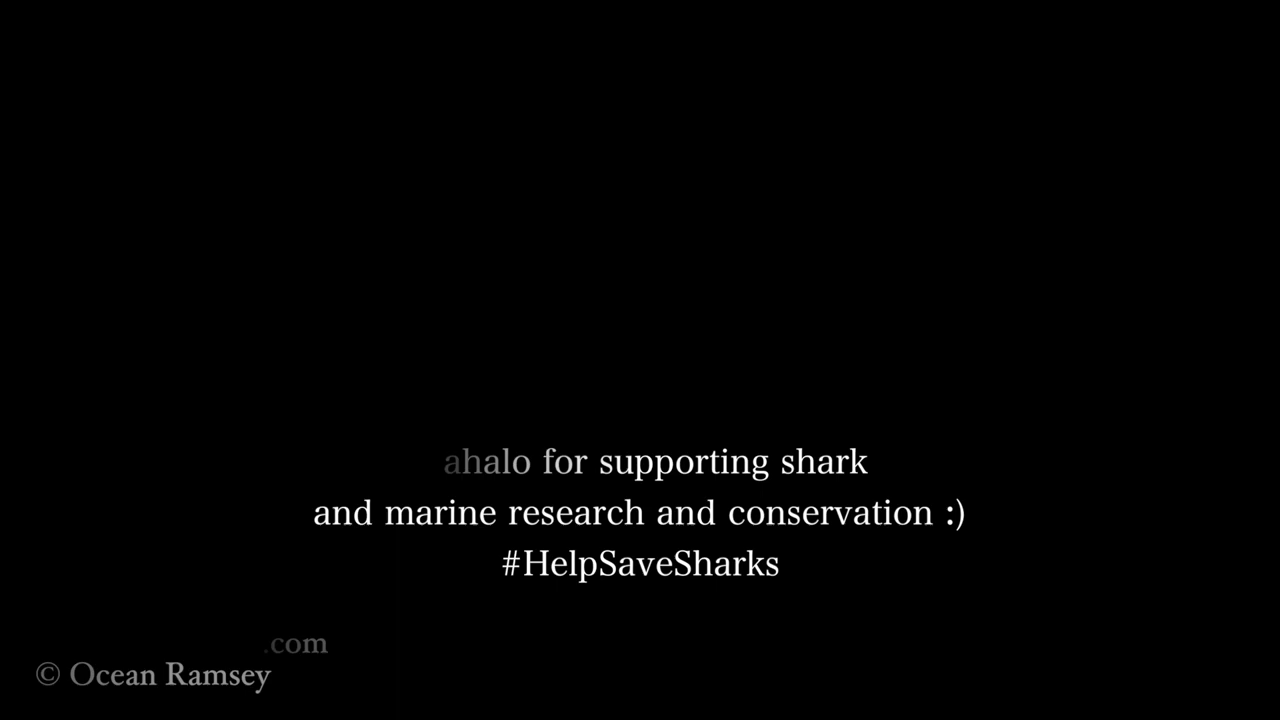 ahalo for supporting shark
and marine research and conservation :)
#HelpSaveSharks
.com
© Ocean Ramsey